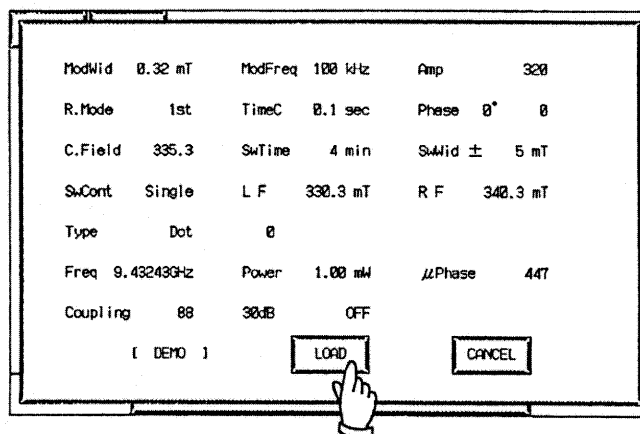 ModWid 0.32 mT ModFreq 100 kHz Amp 320
R.Mode 1st TimeC 0.1 sec Phase 0° 0
C.Field 335.3 SwTime 4 min SwWid ± 5 mT
SwCont Single L F 330.3 mT R F 340.3 mT
Type Dot 0
Freq 9.43243GHz Power 1.00 mW μPhase 447
Coupling 88 30dB OFF
[ DEMO ] LOAD CANCEL